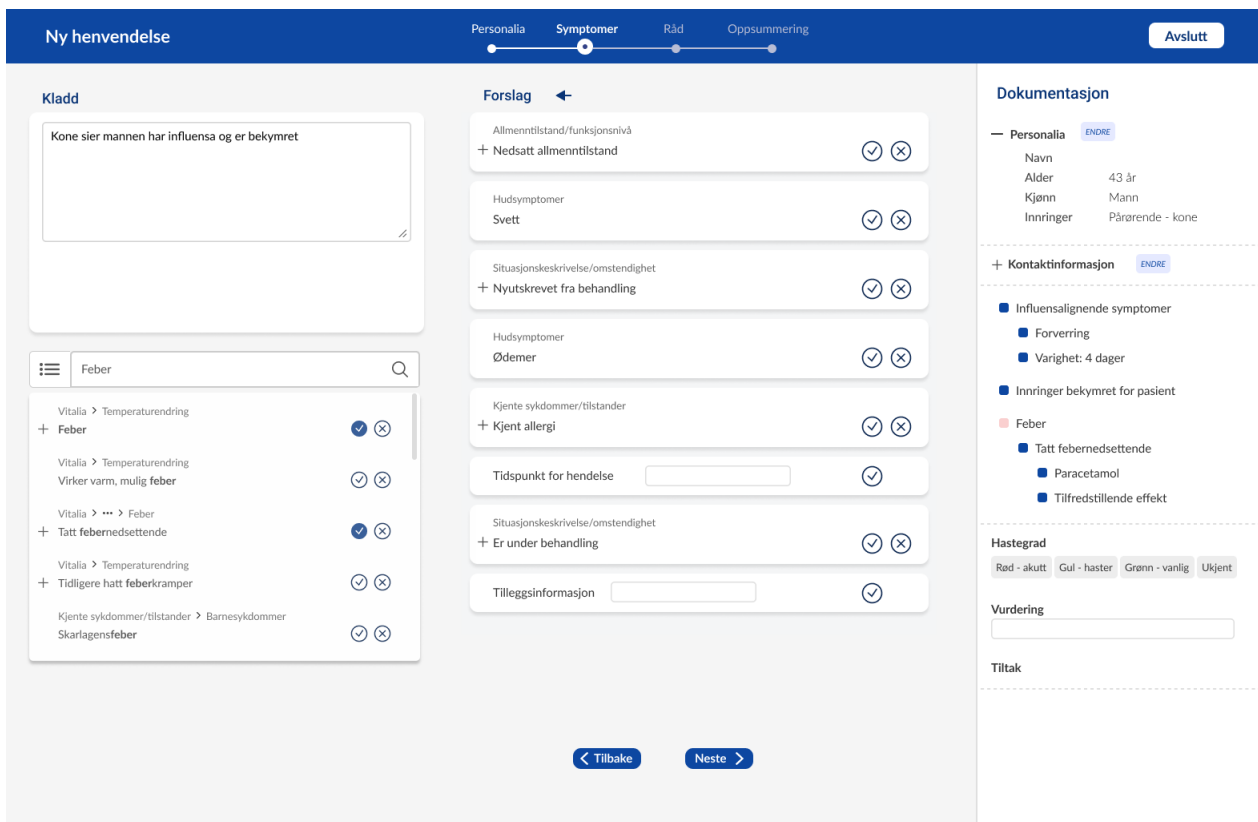 Ny henvendelse
Personalia
Symptomer
Råd
Oppsummering
Avslutt
Kladd
Kone sier mannen har influensa og er bekymret
Feber
Vitalia > Temperaturendring
+ Feber
Vitalia > Temperaturendring
Virker varm, mulig feber
Vitalia > ••• > Feber
+ Tatt febernedsettende
Vitalia > Temperaturendring
+ Tidligere hatt feberkramper
Kjente sykdommer/tilstander > Barnesykdommer
Skarlagensfeber
Forslag
Allmenntilstand/funksjonsnivå
+ Nedsatt allmenntilstand
Hudsymptomer
Svett
Situasjonskeskrivelse/omstendighet
+ Nyutskrevet fra behandling
Hudsymptomer
Ødemer
Kjente sykdommer/tilstander
+ Kjent allergi
Tidspunkt for hendelse
Situasjonskeskrivelse/omstendighet
+ Er under behandling
Tilleggsinformasjon
Tilbake
Neste
Dokumentasjon
Personalia ENDRE
Navn
Alder 43 år
Kjønn Mann
Innringer Pårørende - kone
+ Kontaktinformasjon ENDRE
Influensalignende symptomer
Forverring
Varighet: 4 dager
Innringer bekymret for pasient
Feber
Tatt febernedsettende
Paracetamol
Tilfredstillende effekt
Hastegrad
Rød - akutt Gul - haster Grønn - vanlig Ukjent
Vurdering
Tiltak